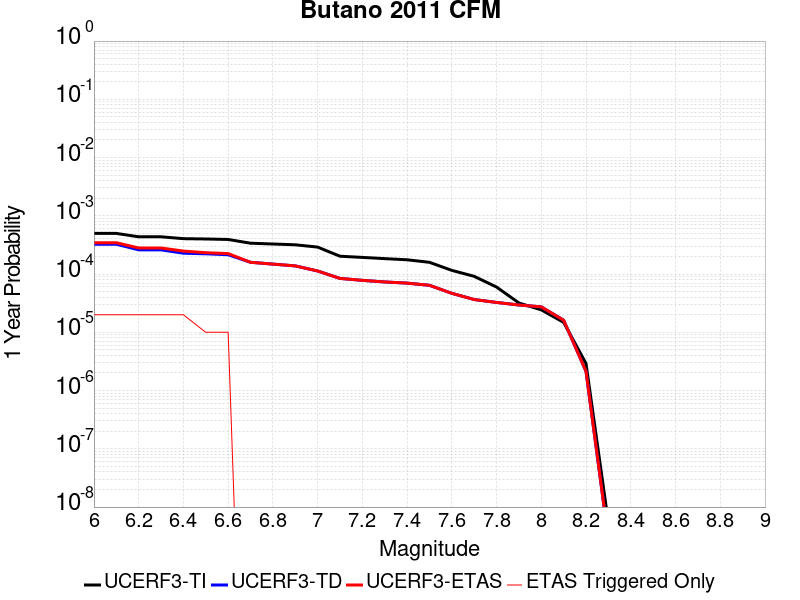 Butano 2011 CFM
1 Year Probability
10^0
10^-1
10^-2
10^-3
10^-4
10^-5
10^-6
10^-7
10^-8
6 6.2 6.4 6.6 6.8 7 7.2 7.4 7.6 7.8 8 8.2 8.4 8.6 8.8 9
Magnitude
UCERF3-TI UCERF3-TD UCERF3-ETAS ETAS Triggered Only